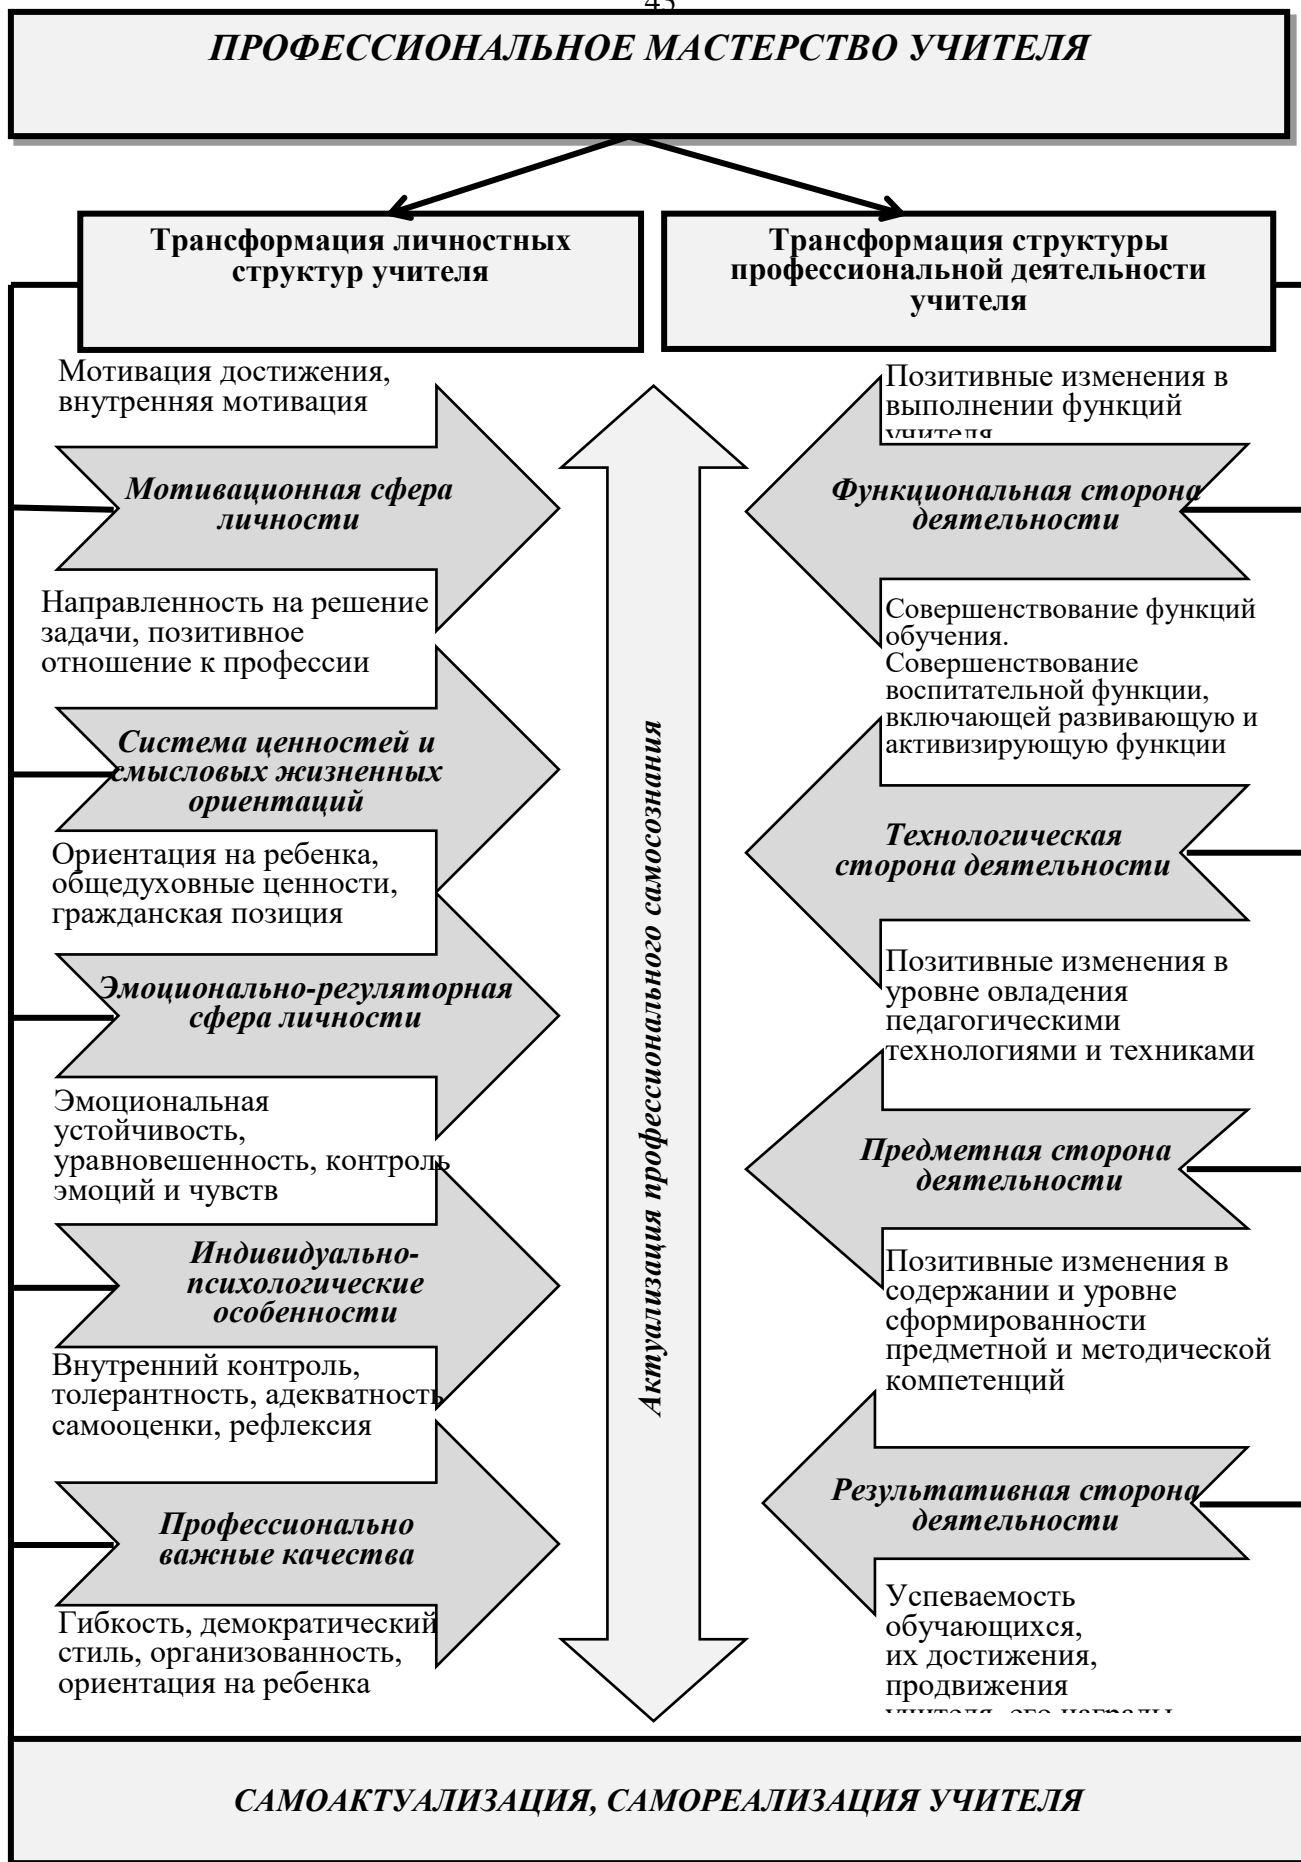 43
ПРОФЕССИОНАЛЬНОЕ МАСТЕРСТВО УЧИТЕЛЯ
Трансформация личностных
структур учителя
Трансформация структуры
профессиональной деятельности
учителя
Мотивация достижения,
внутренняя мотивация
Мотивационная сфера
личности
Направленность на решение
задачи, позитивное
отношение к профессии
Система ценностей и
смысловых жизненных
ориентаций
Ориентация на ребенка,
общедуховные ценности,
гражданская позиция
Эмоционально-регуляторная
сфера личности
Эмоциональная
устойчивость,
уравновешенность, контроль
эмоций и чувств
Индивидуально-
психологические
особенности
Внутренний контроль,
толерантность, адекватность
самооценки, рефлексия
Профессионально
важные качества
Гибкость, демократический
стиль, организованность,
ориентация на ребенка
Актуализация профессионального самосознания
Позитивные изменения в
выполнении функций
учителя
Функциональная сторона
деятельности
Совершенствование функций
обучения.
Совершенствование
воспитательной функции,
включающей развивающую и
активизирующую функции
Технологическая
сторона деятельности
Позитивные изменения в
уровне овладения
педагогическими
технологиями и техниками
Предметная сторона
деятельности
Позитивные изменения в
содержании и уровне
сформированности
предметной и методической
компетенций
Результативная сторона
деятельности
Успеваемость
обучающихся,
их достижения,
продвижения
учителя, его награды
САМОАКТУАЛИЗАЦИЯ, САМОРЕАЛИЗАЦИЯ УЧИТЕЛЯ